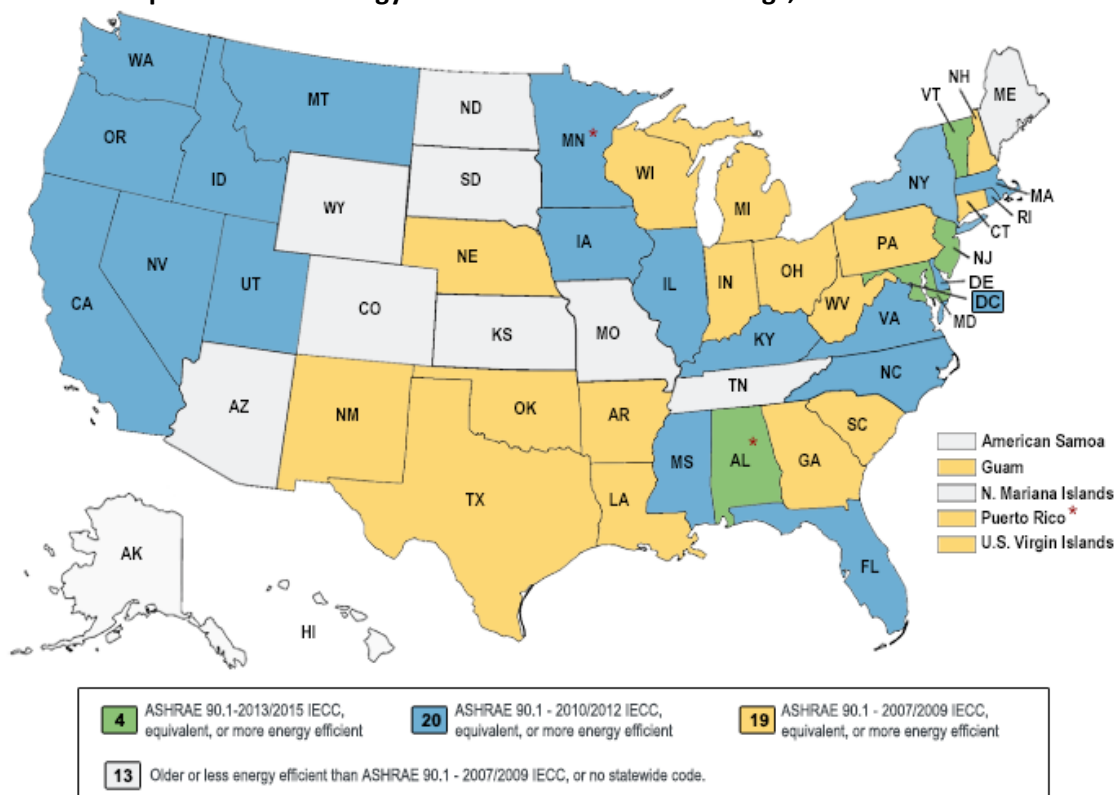 WA
MT
ND
MN*
OR
ID
SD
WI
WY
MI
NH
VT
ME
NY
MA
RI
CT
NE
IA
PA
NJ
NV
UT
IL
IN
OH
DE
DC
MD
CA
CO
WV
VA
KS
MO
KY
NC
TN
AZ
NM
OK
AR
SC
MS
AL*
GA
TX
LA
FL
American Samoa
Guam
N. Mariana Islands
Puerto Rico*
U.S. Virgin Islands
AK
HI
4 ASHRAE 90.1-2013/2015 IECC,
equivalent, or more energy efficient
20 ASHRAE 90.1 - 2010/2012 IECC,
equivalent, or more energy efficient
19 ASHRAE 90.1 - 2007/2009 IECC,
equivalent, or more energy efficient
13 Older or less energy efficient than ASHRAE 90.1 - 2007/2009 IECC, or no statewide code.